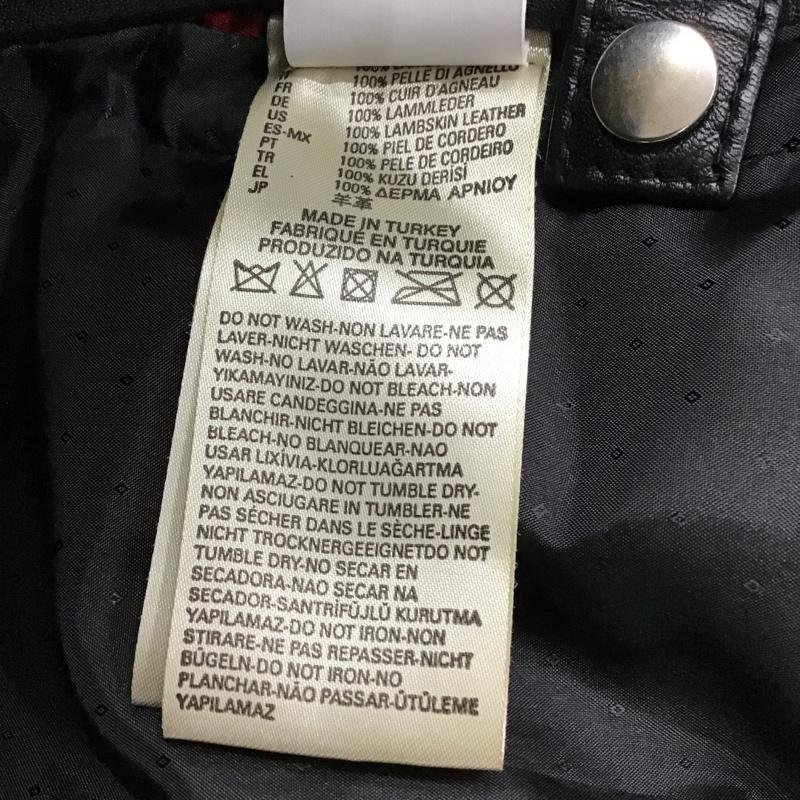 100% PELLE DI AGNELLO
FR 100% CUIR D'AGNEAU
DE 100% LAMMLEDER
US 100% LAMBSKIN LEATHER
ES-MX 100% PIEL DE CORDERO
PT 100% PELE DE CORDEIRO
TR 100% KUZU DERİSİ
EL 100% ΔΕΡΜΑ ΑΡΝΙΟΥ
JP 羊革
MADE IN TURKEY
FABRIQUÉ EN TURQUIE
PRODUZIDO NA TURQUIA
DO NOT WASH-NON LAVARE-NE PAS
LAVER-NICHT WASCHEN- DO NOT
WASH-NO LAVAR-NÃO LAVAR-
YIKAMAYINIZ-DO NOT BLEACH-NON
USARE CANDEGGINA-NE PAS
BLANCHIR-NICHT BLEICHEN-DO NOT
BLEACH-NO BLANQUEAR-NAO
USAR LIXÍVIA-KLORLUAĞARTMA
YAPILAMAZ-DO NOT TUMBLE DRY-
NON ASCIUGARE IN TUMBLER-NE
PAS SÉCHER DANS LE SÈCHE-LINGE
NICHT TROCKNERGEEIGNETDO NOT
TUMBLE DRY-NO SECAR EN
SECADORA-NAO SECAR NA
SECADOR-SANTRİFÜJLÜ KURUTMA
YAPILAMAZ-DO NOT IRON-NON
STIRARE-NE PAS REPASSER-NICHT
BÜGELN-DO NOT IRON-NO
PLANCHAR-NÃO PASSAR-ÜTÜLEME
YAPILAMAZ